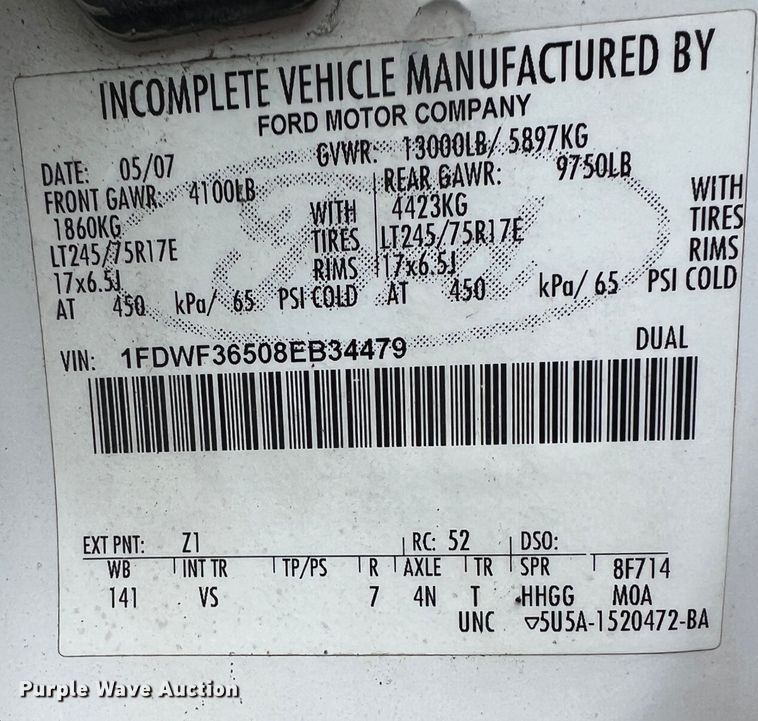 INCOMPLETE VEHICLE MANUFACTURED BY
FORD MOTOR COMPANY
DATE: 05/07 GVWR: 13000LB/ 5897KG
FRONT GAWR: 4100LB REAR GAWR: 9750LB
1860KG WITH 4423KG WITH
LT245/75R17E TIRES LT245/75R17E TIRES
17x6.5J RIMS 17x6.5J RIMS
AT 450 kPa/ 65 PSI COLD AT 450 kPa/ 65 PSI COLD
VIN: 1FDWF36508EB34479 DUAL
EXT PNT: Z1 RC: 52 DSO:
WB INT TR TP/PS R AXLE TR SPR 8F714
141 VS 7 4N T HHGG M0A
UNC ▽5U5A-1520472-BA
Purple Wave Auction